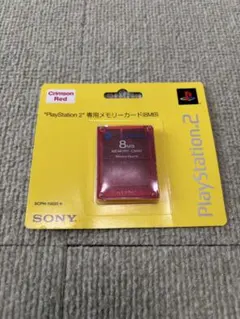 Crimson
Red
"PlayStation 2" 専用メモリーカード(8MB)
8MB
MEMORY CARD
PlayStation 2
SONY